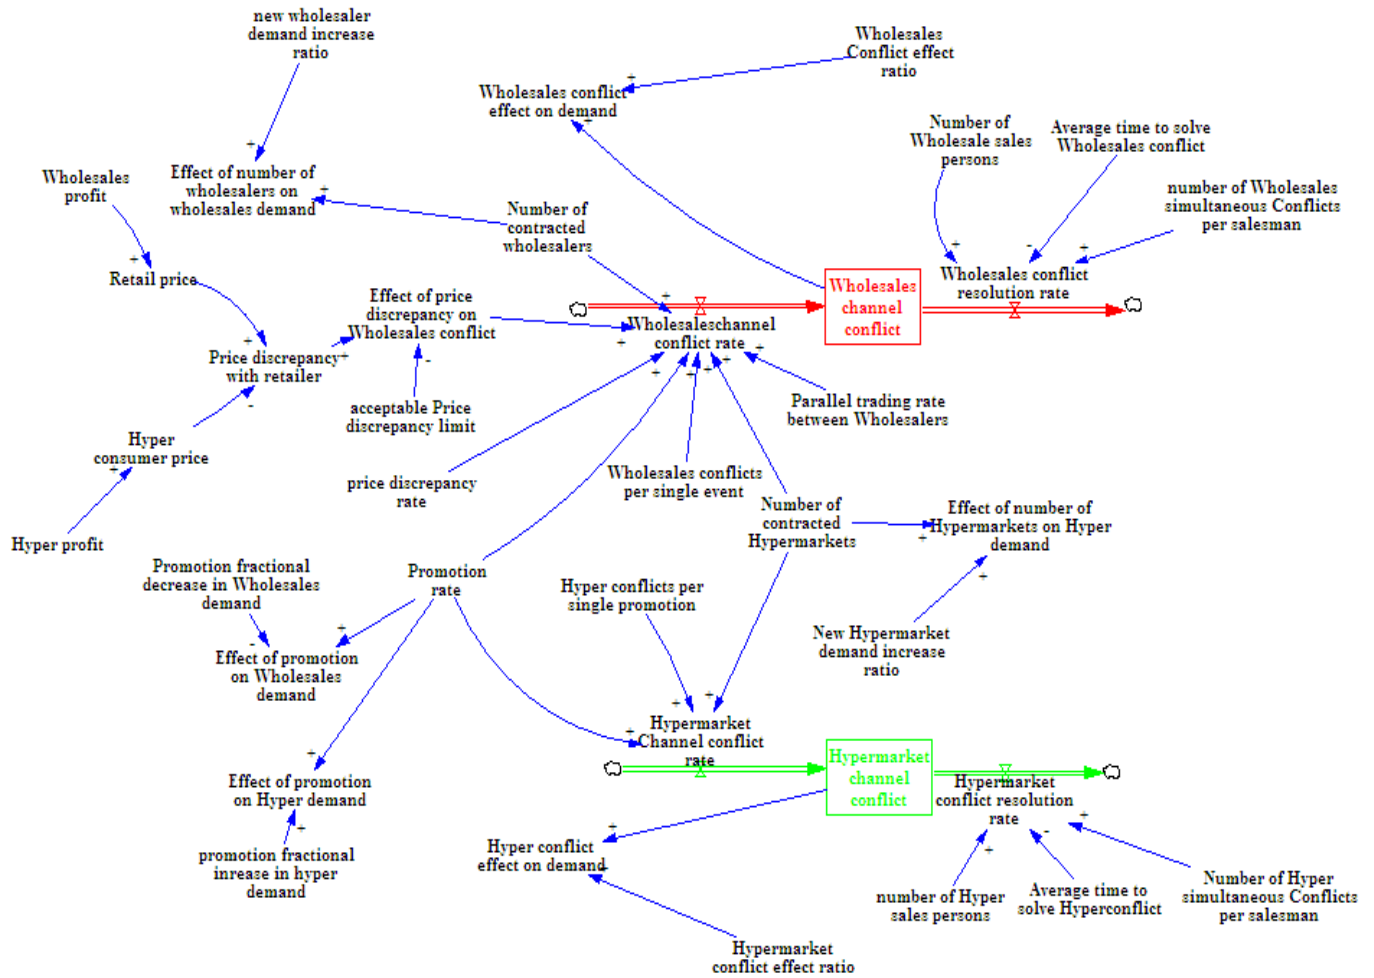 new wholesaler
demand increase
ratio
Wholesales
Conflict effect
ratio
Wholesales conflict
effect on demand
+
+
Number of
Wholesale sales
persons
Average time to solve
Wholesales conflict
number of Wholesales
simultaneous Conflicts
per salesman
+
Effect of number of
wholesalers on
wholesales demand
+
Wholesales
profit
Number of
contracted
wholesalers
+
-
+
Wholesales conflict
resolution rate
+
Retail price
Effect of price
discrepancy on
Wholesales conflict
Wholesales
channel
conflict
+
Wholesaleschannel
conflict rate
+
+
+
+
+
+
+
+
Price discrepancy
with retailer
+
-
-
acceptable Price
discrepancy limit
Parallel trading rate
between Wholesalers
Hyper
consumer price
+
price discrepancy
rate
Wholesales conflicts
per single event
Hyper profit
Number of
contracted
Hypermarkets
Effect of number of
Hypermarkets on Hyper
demand
+
+
Promotion fractional
decrease in Wholesales
demand
Promotion
rate
Hyper conflicts per
single promotion
New Hypermarket
demand increase
ratio
-
+
Effect of promotion
on Wholesales
demand
+
+
+
Hypermarket
Channel conflict
rate
+
Effect of promotion
on Hyper demand
+
Hypermarket
channel
conflict
Hypermarket
conflict resolution
rate
+
-
+
promotion fractional
inrease in hyper
demand
+
Hyper conflict
effect on demand
+
number of Hyper
sales persons
Average time to
solve Hyperconflict
Number of Hyper
simultaneous Conflicts
per salesman
Hypermarket
conflict effect ratio